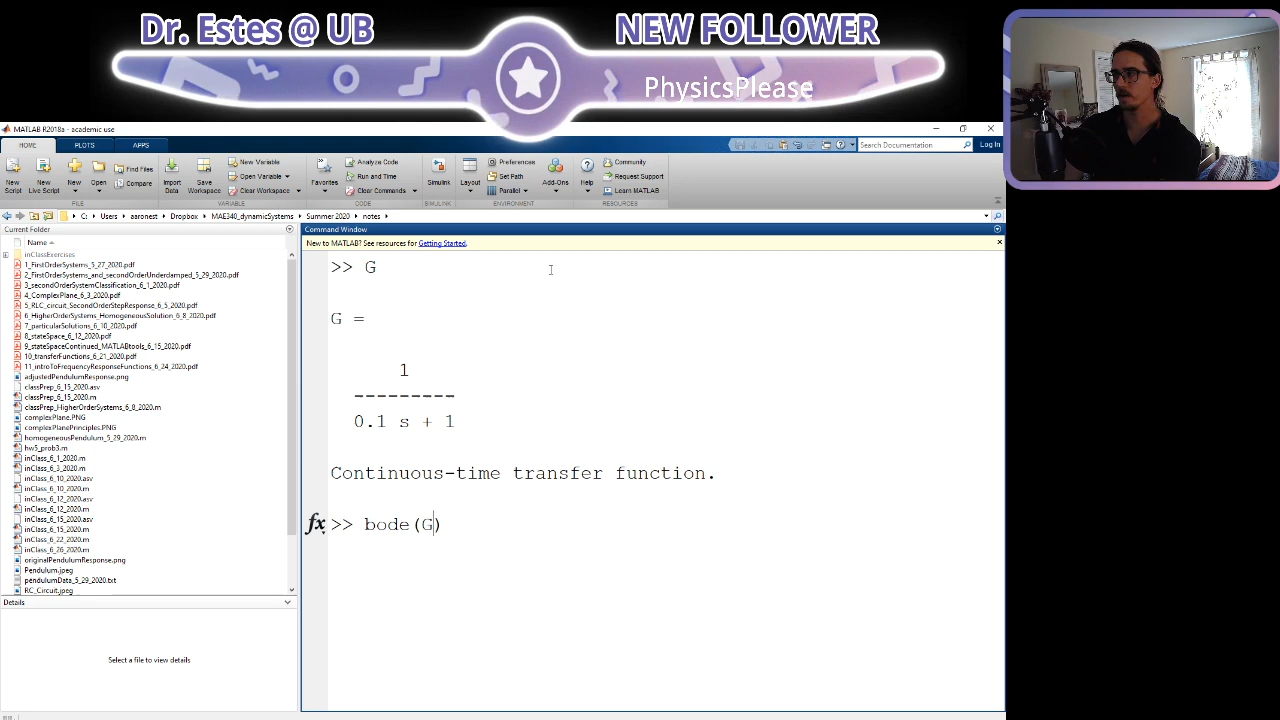 Dr. Estes @ UB
NEW FOLLOWER
PhysicsPlease
MATLAB R2018a - academic use
HOME
PLOTS
APPS
Search Documentation
Log In
New Script
New Live Script
New
Open
Find Files
Compare
Import Data
Save Workspace
New Variable
Open Variable
Clear Workspace
Favorites
Analyze Code
Run and Time
Clear Commands
Simulink
Layout
Preferences
Set Path
Parallel
Add-Ons
Help
Community
Request Support
Learn MATLAB
FILE
VARIABLE
CODE
SIMULINK
ENVIRONMENT
RESOURCES
C: Users aaronest Dropbox MAE340_dynamicSystems Summer 2020 notes
Current Folder
Name
inClassExercises
1_FirstOrderSystems_5_27_2020.pdf
2_FirstOrderSystems_and_secondOrderUnderdamped_5_29_2020.pdf
3_secondOrderSystemClassification_6_1_2020.pdf
4_ComplexPlane_6_3_2020.pdf
5_RLC_circuit_SecondOrderStepResponse_6_5_2020.pdf
6_HigherOrderSystems_HomogeneousSolution_6_8_2020.pdf
7_particularSolutions_6_10_2020.pdf
8_stateSpace_6_12_2020.pdf
9_stateSpaceContinued_MATLABtools_6_15_2020.pdf
10_transferFunctions_6_21_2020.pdf
11_introToFrequencyResponseFunctions_6_24_2020.pdf
adjustedPendulumResponse.png
classPrep_6_15_2020.asv
classPrep_6_15_2020.m
classPrep_HigherOrderSystems_6_8_2020.m
complexPlane.PNG
complexPlanePrinciples.PNG
homogeneousPendulum_5_29_2020.m
hw5_prob3.m
inClass_6_1_2020.m
inClass_6_3_2020.m
inClass_6_10_2020.asv
inClass_6_10_2020.m
inClass_6_12_2020.asv
inClass_6_12_2020.m
inClass_6_15_2020.asv
inClass_6_15_2020.m
inClass_6_22_2020.m
inClass_6_26_2020.m
originalPendulumResponse.png
Pendulum.jpeg
pendulumData_5_29_2020.txt
RC_Circuit.jpeg
Details
Select a file to view details
Command Window
New to MATLAB? See resources for Getting Started.
>> G
G =
1
---------
0.1 s + 1
Continuous-time transfer function.
fx >> bode(G)